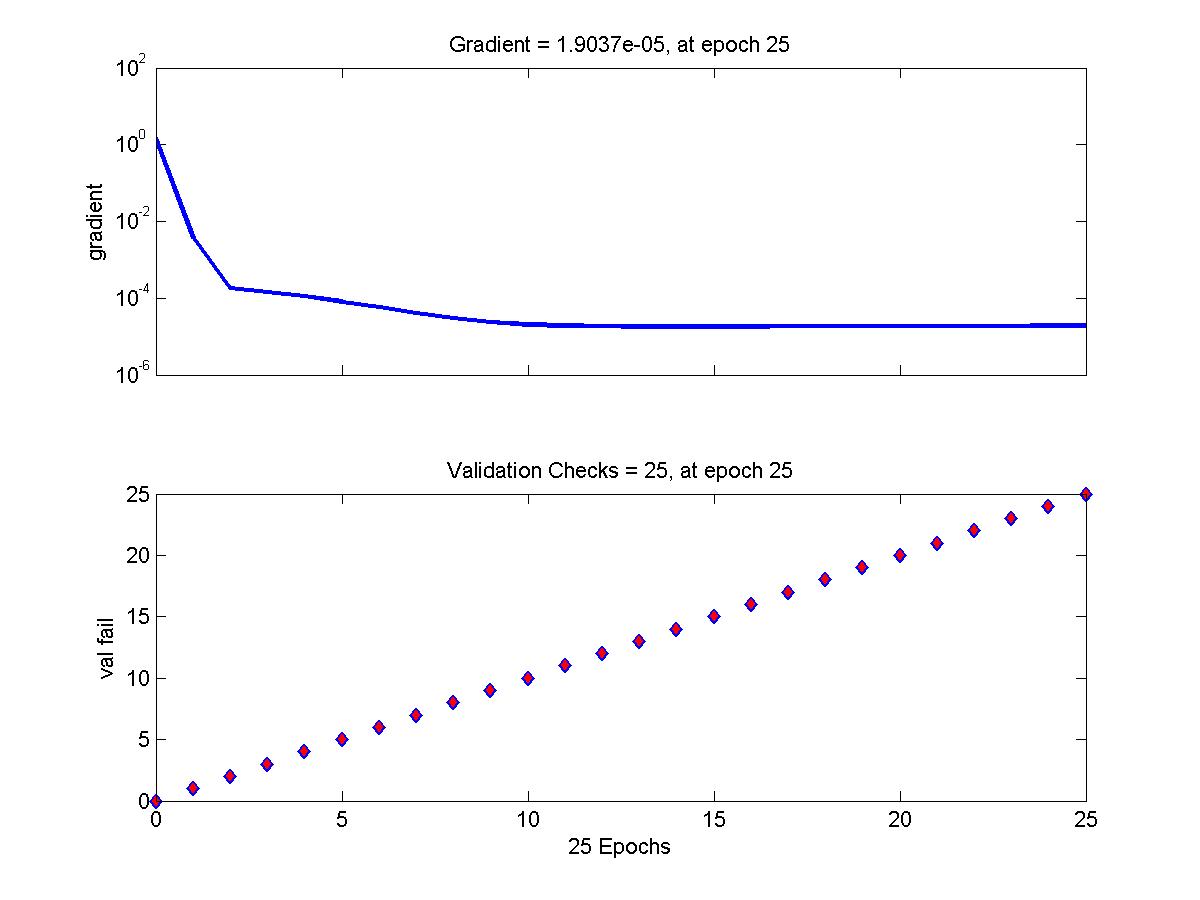 Gradient = 1.9037e-05, at epoch 25
10^2
10^0
10^-2
10^-4
10^-6
gradient
Validation Checks = 25, at epoch 25
25
20
15
10
5
0
val fail
0 5 10 15 20 25
25 Epochs